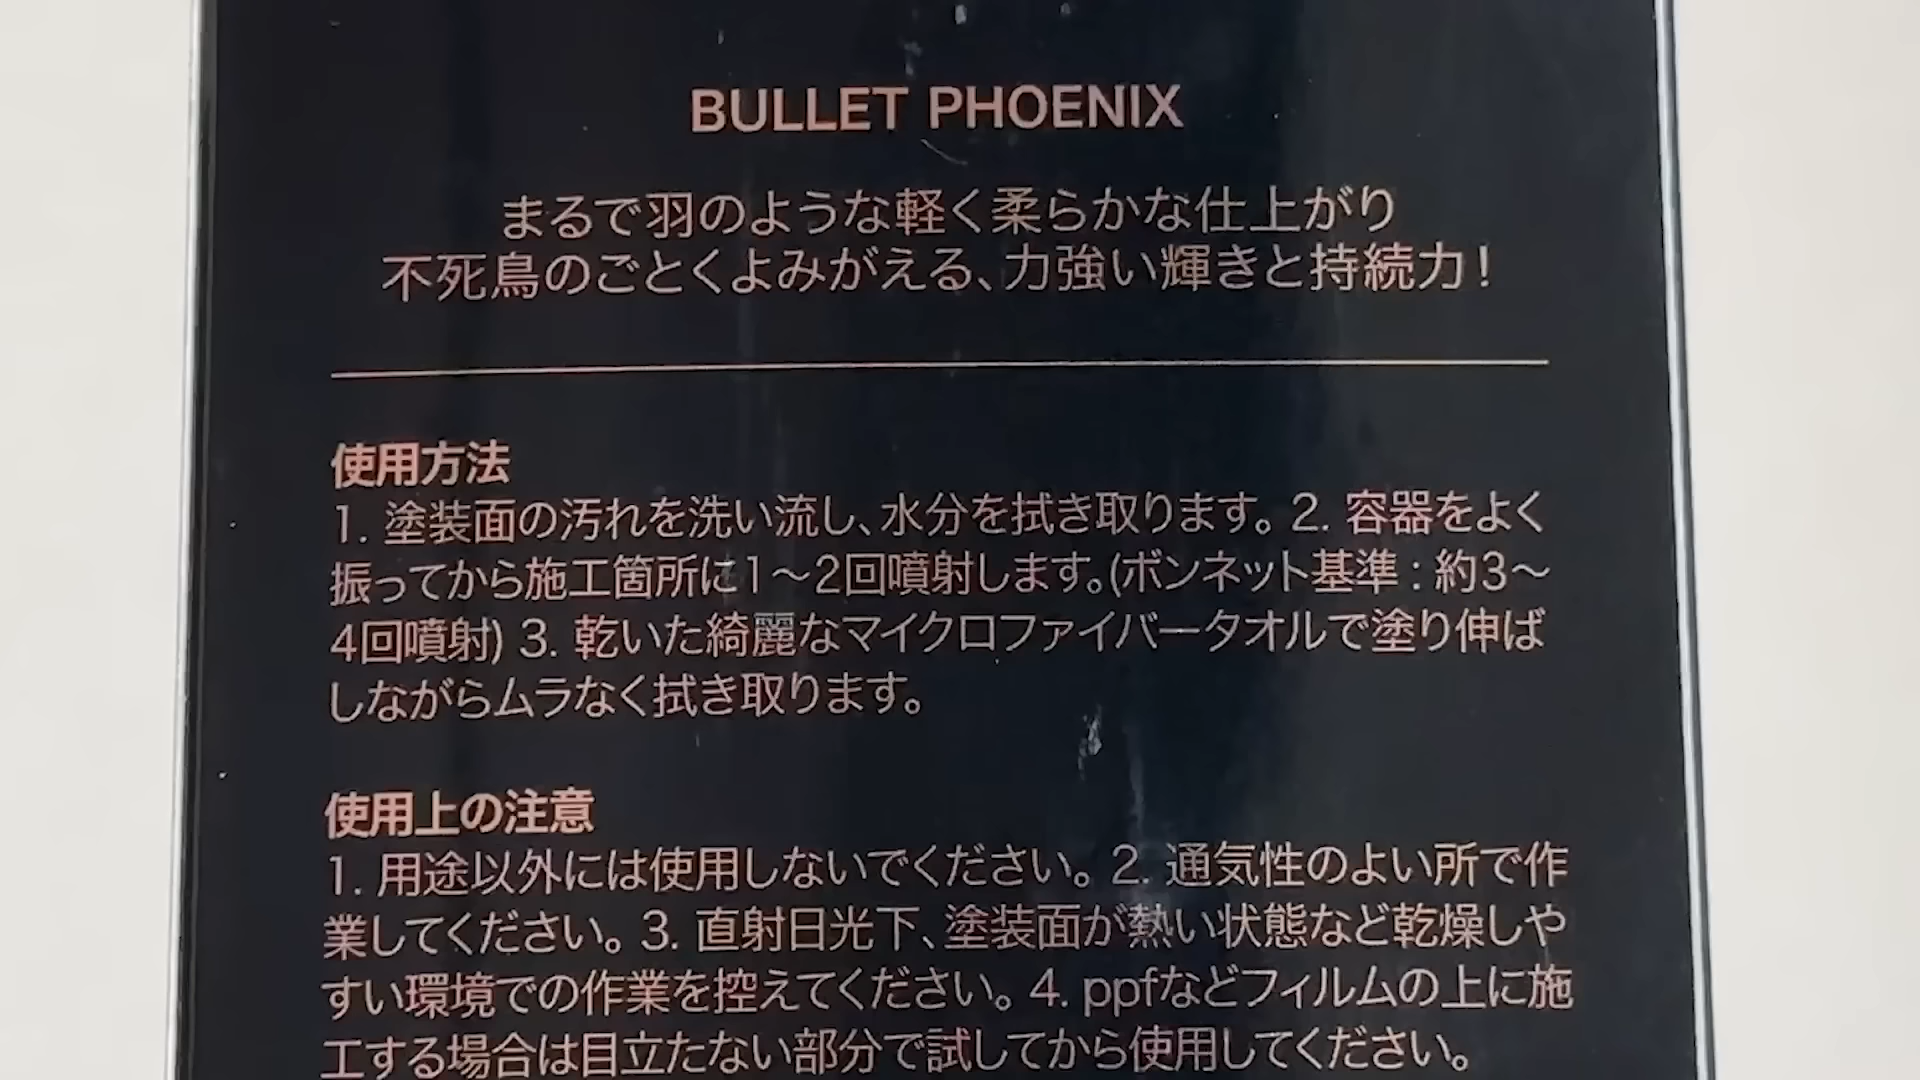 BULLET PHOENIX
まるで羽のような軽く柔らかな仕上がり
不死鳥のごとくよみがえる、力強い輝きと持続力！
使用方法
1. 塗装面の汚れを洗い流し、水分を拭き取ります。2. 容器をよく
振ってから施工箇所に1〜2回噴射します。(ボンネット基準 : 約3〜
4回噴射) 3. 乾いた綺麗なマイクロファイバータオルで塗り伸ば
しながらムラなく拭き取ります。
使用上の注意
1. 用途以外には使用しないでください。2. 通気性のよい所で作
業してください。3. 直射日光下、塗装面が熱い状態など乾燥しや
すい環境での作業を控えてください。4. ppfなどフィルムの上に施
工する場合は目立たない部分で試してから使用してください。